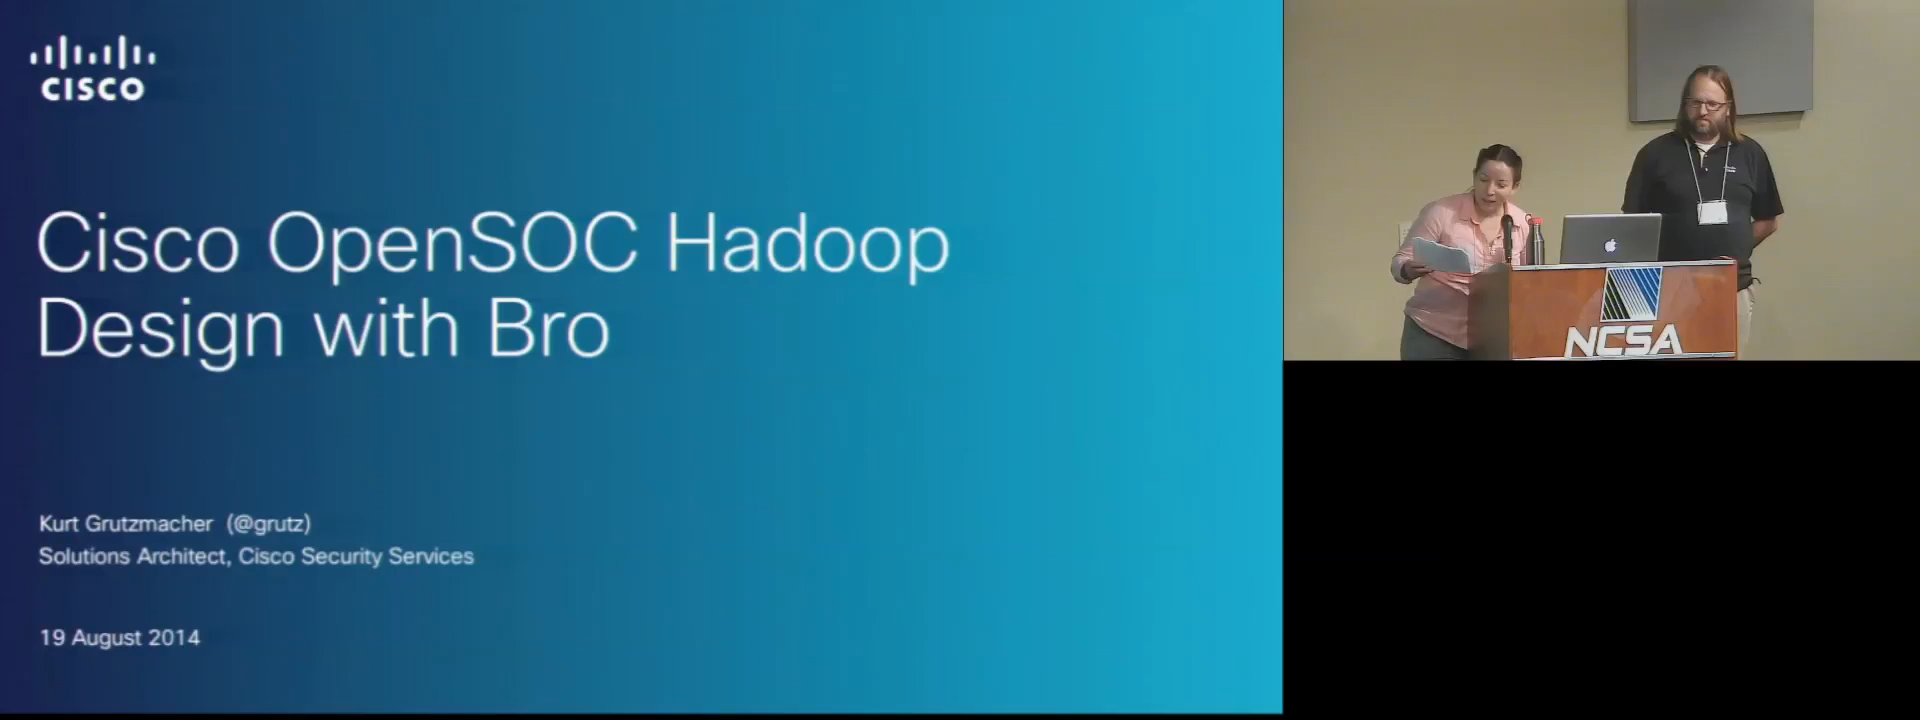 CISCO
Cisco OpenSOC Hadoop
Design with Bro
Kurt Grutzmacher (@grutz)
Solutions Architect, Cisco Security Services
19 August 2014
NCSA